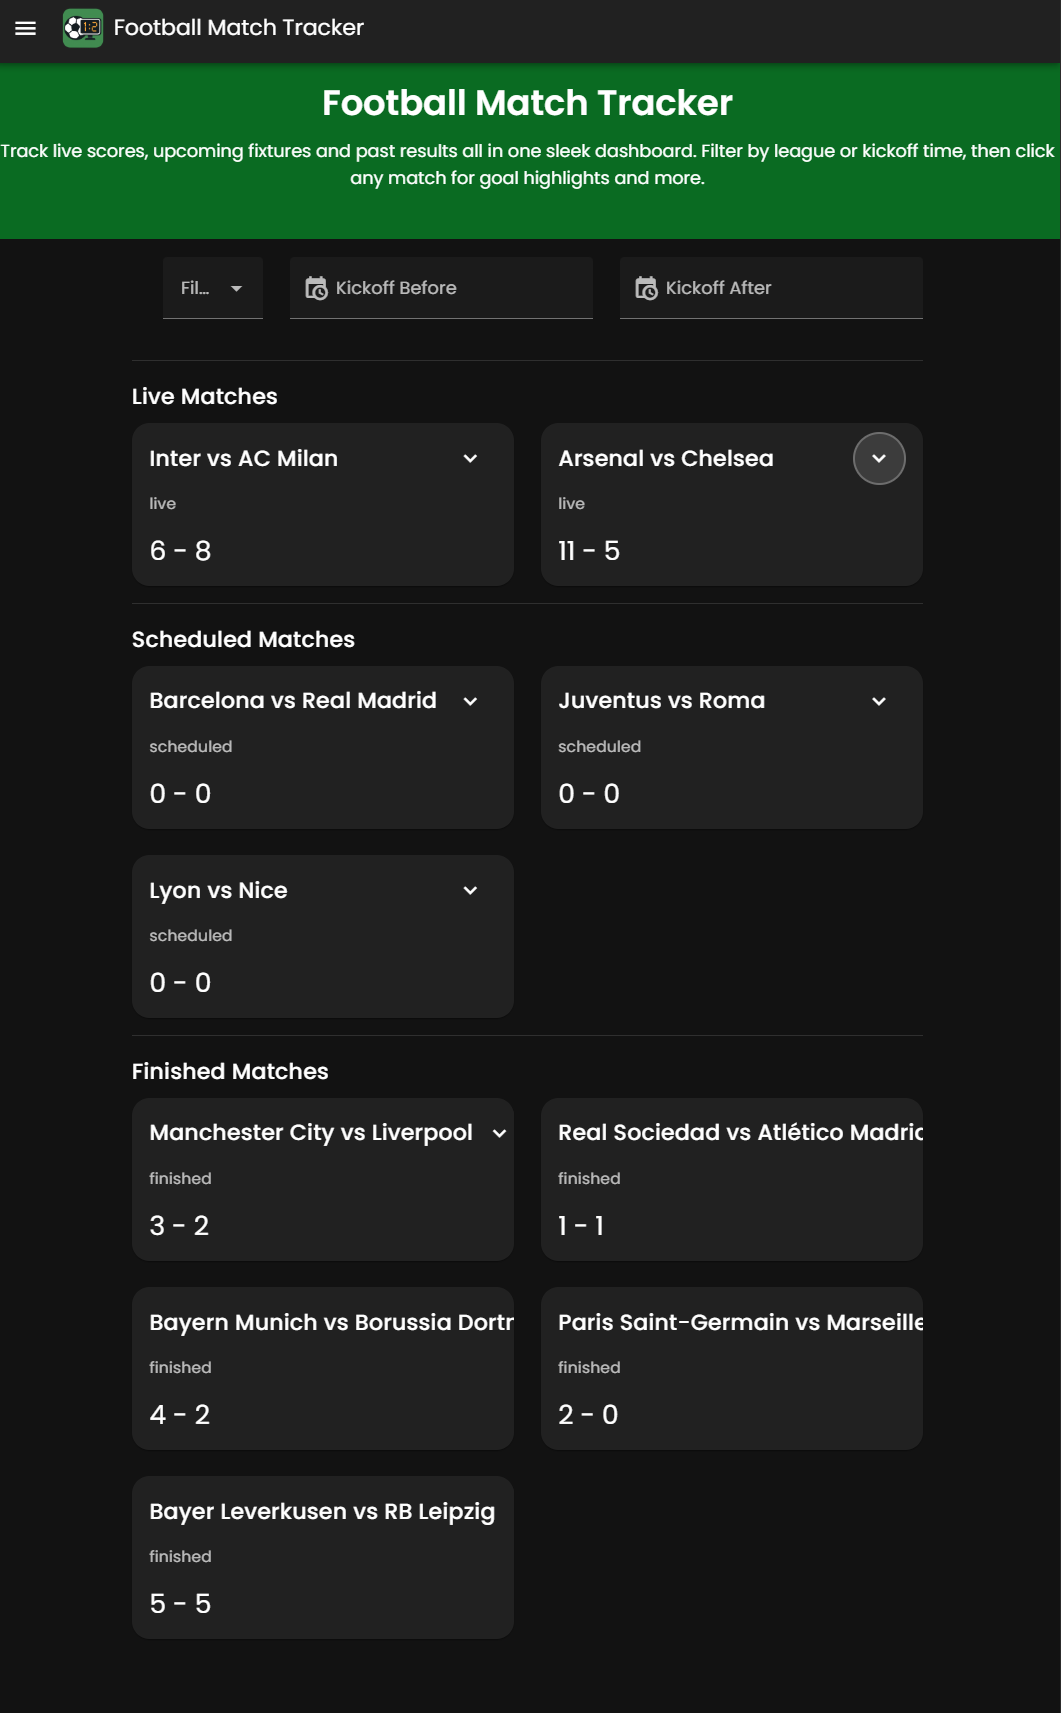 1:2 Football Match Tracker
Football Match Tracker
Track live scores, upcoming fixtures and past results all in one sleek dashboard. Filter by league or kickoff time, then click
any match for goal highlights and more.
Fil... Kickoff Before Kickoff After
Live Matches
Inter vs AC Milan
live
6 - 8
Arsenal vs Chelsea
live
11 - 5
Scheduled Matches
Barcelona vs Real Madrid
scheduled
0 - 0
Juventus vs Roma
scheduled
0 - 0
Lyon vs Nice
scheduled
0 - 0
Finished Matches
Manchester City vs Liverpool
finished
3 - 2
Real Sociedad vs Atlético Madrid
finished
1 - 1
Bayern Munich vs Borussia Dortm
finished
4 - 2
Paris Saint-Germain vs Marseille
finished
2 - 0
Bayer Leverkusen vs RB Leipzig
finished
5 - 5